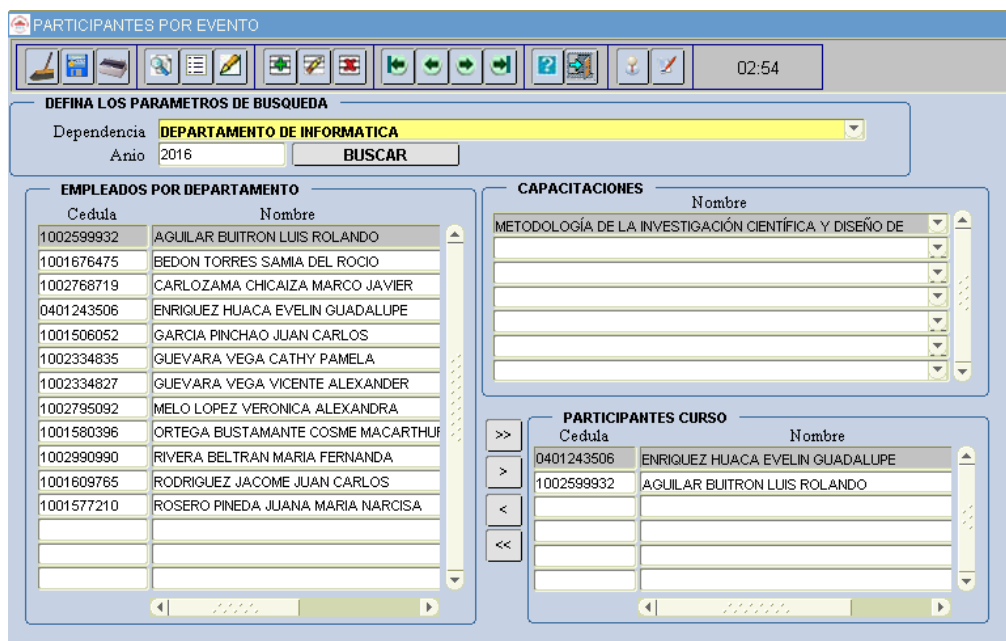 PARTICIPANTES POR EVENTO
02:54
DEFINA LOS PARAMETROS DE BUSQUEDA
Dependencia DEPARTAMENTO DE INFORMATICA
Anio 2016 BUSCAR
EMPLEADOS POR DEPARTAMENTO
Cedula Nombre
1002599932 AGUILAR BUITRON LUIS ROLANDO
1001676475 BEDON TORRES SAMIA DEL ROCIO
1002768719 CARLOZAMA CHICAIZA MARCO JAVIER
0401243506 ENRIQUEZ HUACA EVELIN GUADALUPE
1001506052 GARCIA PINCHAO JUAN CARLOS
1002334835 GUEVARA VEGA CATHY PAMELA
1002334827 GUEVARA VEGA VICENTE ALEXANDER
1002795092 MELO LOPEZ VERONICA ALEXANDRA
1001580396 ORTEGA BUSTAMANTE COSME MACARTHUR
1002990990 RIVERA BELTRAN MARIA FERNANDA
1001609765 RODRIGUEZ JACOME JUAN CARLOS
1001577210 ROSERO PINEDA JUANA MARIA NARCISA
CAPACITACIONES
Nombre
METODOLOGÍA DE LA INVESTIGACIÓN CIENTÍFICA Y DISEÑO DE
>>
>
<
<<
PARTICIPANTES CURSO
Cedula Nombre
0401243506 ENRIQUEZ HUACA EVELIN GUADALUPE
1002599932 AGUILAR BUITRON LUIS ROLANDO